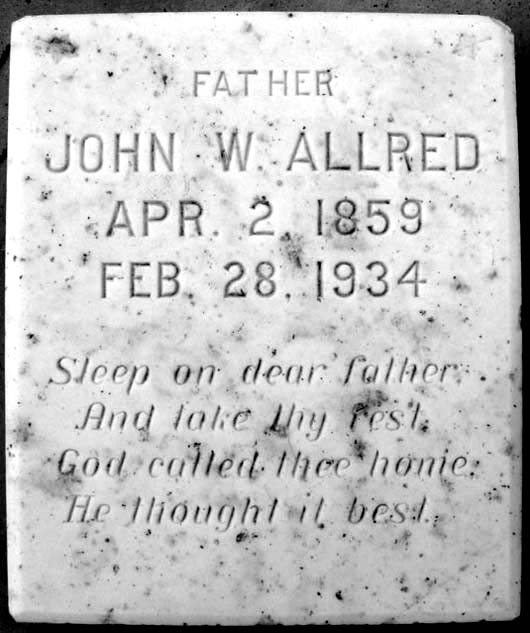 FATHER
JOHN W. ALLRED
APR. 2, 1859
FEB. 28, 1934
Sleep on dear father,
And take thy rest,
God called thee home,
He thought it best.